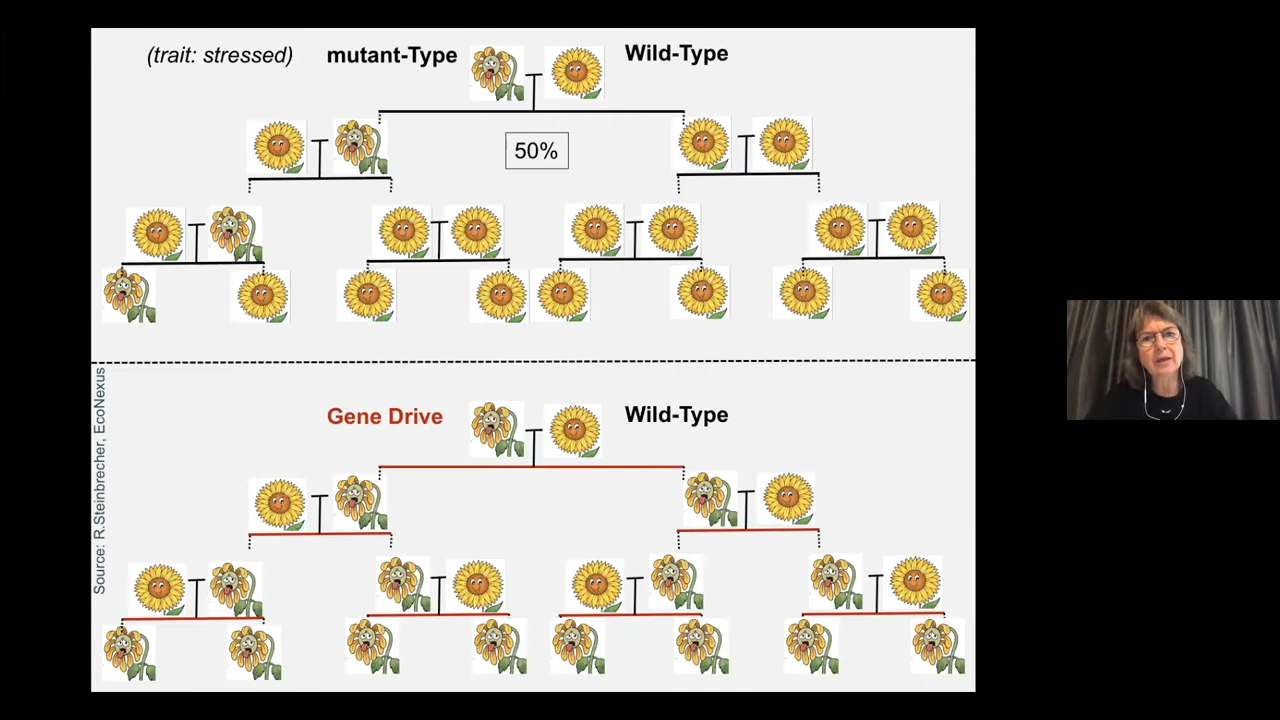 (trait: stressed) mutant-Type Wild-Type
50%
Gene Drive Wild-Type
Source: R.Steinbrecher, EcoNexus